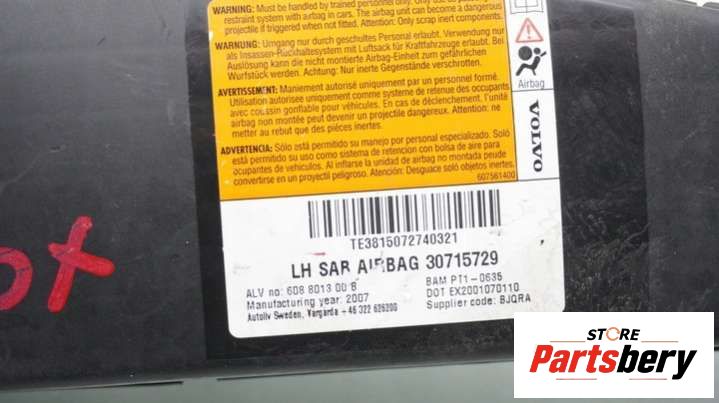 WARNING: Must be handled by trained personnel only. Use
restraint system with airbag in cars. The airbag unit can become a dangerous
projectile if triggered when not fitted. Attention: Only scrap inert components.
WARNUNG: Umgang nur durch geschultes Personal erlaubt. Verwendung nur
als Insassen-Rückhaltesystem mit Luftsack für Kraftfahrzeuge erlaubt. Bei
Auslösung kann die nicht montierte Airbag-Einheit zum gefährlichen
Wurfstück werden. Achtung: Nur inerte Gegenstände verschrotten.
AVERTISSEMENT: Maniement autorisé uniquement par un personnel formé.
Utilisation autorisée uniquement comme système de retenue des occupants
avec coussin gonflable pour véhicules. En cas de déclenchement, l'unité
airbag non montée peut devenir un projectile dangereux. Attention: ne
mettre au rebut que des pièces inertes.
ADVERTENCIA: Sólo está permitido su manejo por personal especializado. Soló
está permitido su uso como sistema de retención con bolsa de aire para
ocupantes de vehículos. Al inflarse la unidad de airbag no montada peude
convertirse en un projectil peligroso. Atención: Desguace sólo objetos inertes.
607561400
Airbag
VOLVO
TE3815072740321
LH SAB AIRBAG 30715729
ALV no: 608 8013 00 B
BAM PT1-0635
Manufacturing year: 2007
DOT EX2001070110
Autoliv Sweden, Vargarda +46 322 626200
Supplier code: BJQRA
STORE
Partsbery